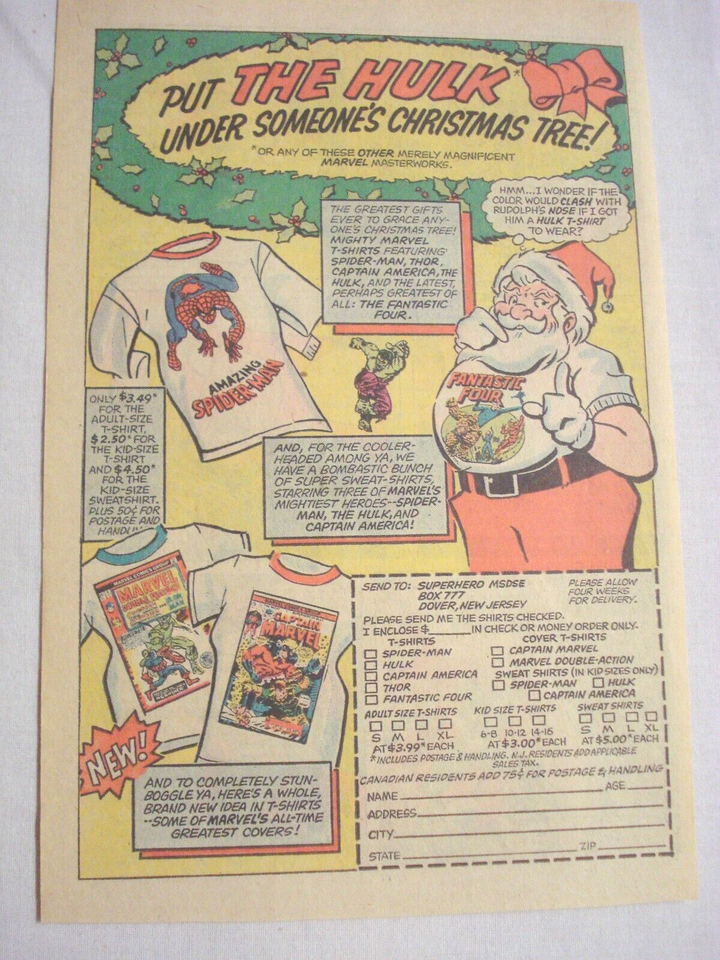 PUT THE HULK*
UNDER SOMEONE'S CHRISTMAS TREE!
*OR ANY OF THESE OTHER MERELY MAGNIFICENT
MARVEL MASTERWORKS.
HMM...I WONDER IF THE
COLOR WOULD CLASH WITH
RUDOLPH'S NOSE IF I GOT
HIM A HULK T-SHIRT
TO WEAR?
THE GREATEST GIFTS
EVER TO GRACE ANY-
ONE'S CHRISTMAS TREE!
MIGHTY MARVEL
T-SHIRTS FEATURING
SPIDER-MAN, THOR,
CAPTAIN AMERICA, THE
HULK, AND THE LATEST,
PERHAPS GREATEST OF
ALL: THE FANTASTIC
FOUR.
AMAZING
SPIDER-MAN
FANTASTIC
FOUR
ONLY $3.49*
FOR THE
ADULT-SIZE
T-SHIRT,
$2.50* FOR
THE KID-SIZE
T-SHIRT
AND $4.50*
FOR THE
KID-SIZE
SWEATSHIRT.
PLUS 50¢ FOR
POSTAGE AND
AND, FOR THE COOLER-
HEADED AMONG YA, WE
HAVE A BOMBASTIC BUNCH
OF SUPER SWEAT-SHIRTS,
STARRING THREE OF MARVEL'S
MIGHTIEST HEROES--SPIDER-
MAN, THE HULK, AND
CAPTAIN AMERICA!
MARVEL
CAPTAIN
MARVEL
NEW!
AND TO COMPLETELY STUN-
BOGGLE YA, HERE'S A WHOLE,
BRAND NEW IDEA IN T-SHIRTS
--SOME OF MARVEL'S ALL-TIME
GREATEST COVERS!
SEND TO: SUPERHERO MSDSE
BOX 777
DOVER, NEW JERSEY
PLEASE ALLOW
FOUR WEEKS
FOR DELIVERY.
PLEASE SEND ME THE SHIRTS CHECKED.
I ENCLOSE $______IN CHECK OR MONEY ORDER ONLY.
T-SHIRTS
SPIDER-MAN
HULK
CAPTAIN AMERICA
THOR
FANTASTIC FOUR
COVER T-SHIRTS
CAPTAIN MARVEL
MARVEL DOUBLE-ACTION
SWEAT SHIRTS (IN KID SIZES ONLY)
SPIDER-MAN HULK
CAPTAIN AMERICA
ADULT SIZE T-SHIRTS
S M L XL
AT $3.99* EACH
KID SIZE T-SHIRTS
6-8 10-12 14-16
AT $3.00* EACH
SWEAT SHIRTS
S M L XL
AT $5.00* EACH
*INCLUDES POSTAGE & HANDLING. N.J. RESIDENTS ADD APPLICABLE
SALES TAX.
CANADIAN RESIDENTS ADD 75¢ FOR POSTAGE & HANDLING
NAME AGE
ADDRESS
CITY
STATE ZIP